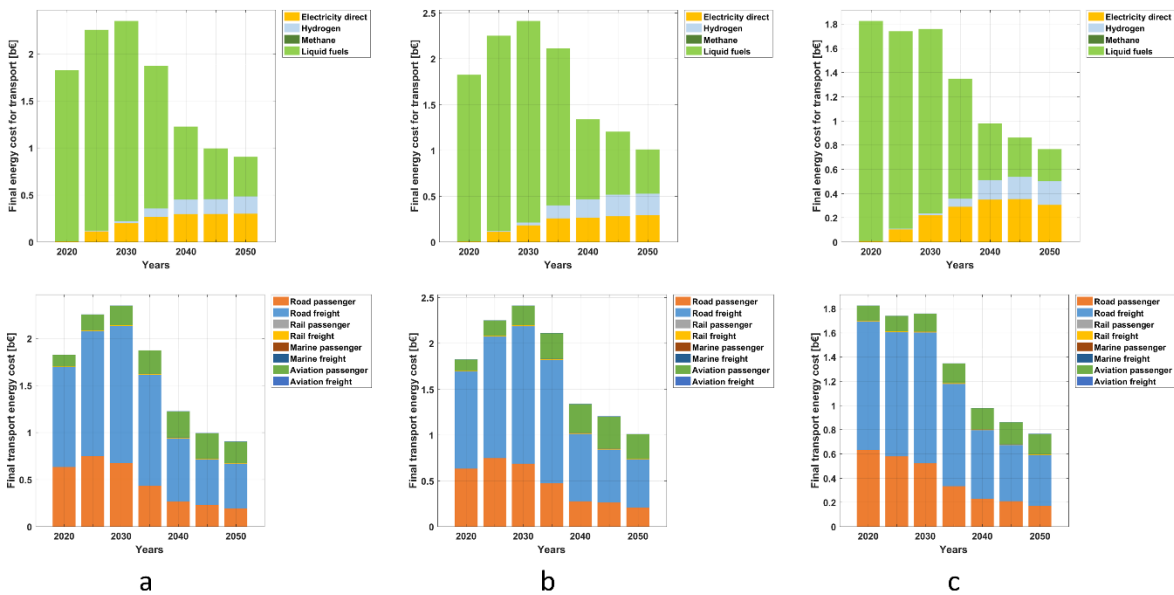 Final energy cost for transport [b€]
2
1.5
1
0.5
0
2020
2030
2040
2050
Years
Electricity direct
Hydrogen
Methane
Liquid fuels
Final energy cost for transport [b€]
2.5
2
1.5
1
0.5
0
2020
2030
2040
2050
Years
Electricity direct
Hydrogen
Methane
Liquid fuels
Final energy cost for transport [b€]
1.8
1.6
1.4
1.2
1
0.8
0.6
0.4
0.2
0
2020
2030
2040
2050
Years
Electricity direct
Hydrogen
Methane
Liquid fuels
Final transport energy cost [b€]
2
1.5
1
0.5
0
2020
2030
2040
2050
Years
Road passenger
Road freight
Rail passenger
Rail freight
Marine passenger
Marine freight
Aviation passenger
Aviation freight
Final transport energy cost [b€]
2.5
2
1.5
1
0.5
0
2020
2030
2040
2050
Years
Road passenger
Road freight
Rail passenger
Rail freight
Marine passenger
Marine freight
Aviation passenger
Aviation freight
Final transport energy cost [b€]
1.8
1.6
1.4
1.2
1
0.8
0.6
0.4
0.2
0
2020
2030
2040
2050
Years
Road passenger
Road freight
Rail passenger
Rail freight
Marine passenger
Marine freight
Aviation passenger
Aviation freight
a
b
c